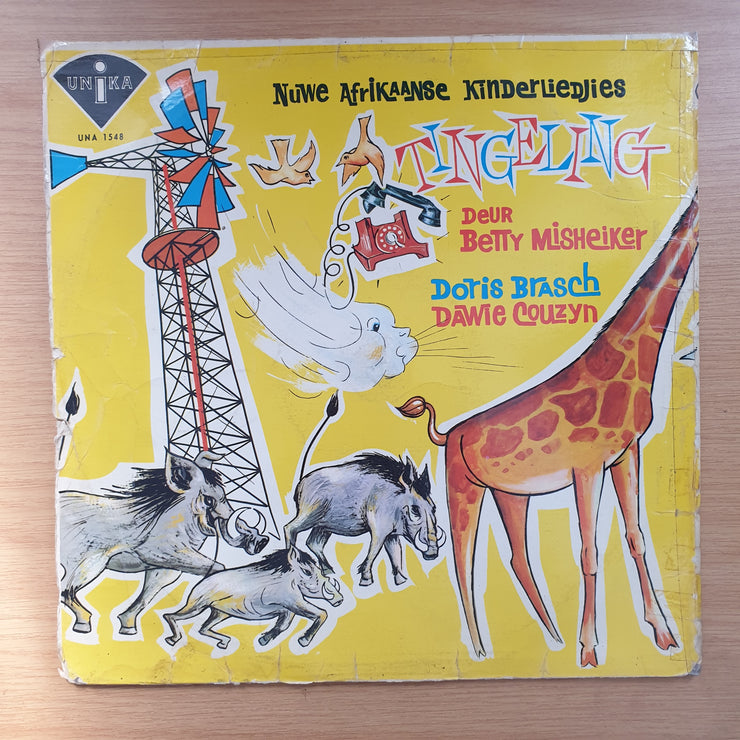 UNIKA
UNA 1548
Nuwe Afrikaanse Kinderliedjies
TINGELING
Deur
Betty Misheiker
Doris Brasch
Dawie Couzyn